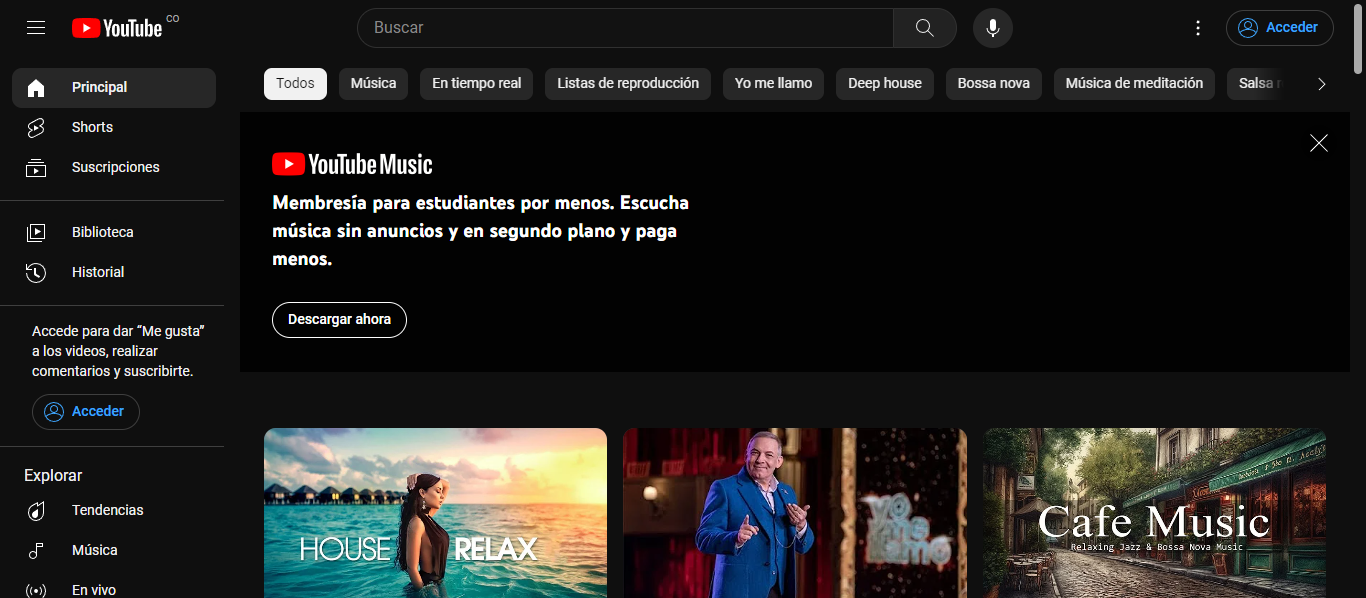 YouTube CO
Buscar
Acceder
Principal
Shorts
Suscripciones
Biblioteca
Historial
Accede para dar “Me gusta”
a los videos, realizar
comentarios y suscribirte.
Acceder
Explorar
Tendencias
Música
En vivo
Todos
Música
En tiempo real
Listas de reproducción
Yo me llamo
Deep house
Bossa nova
Música de meditación
Salsa
YouTube Music
Membresía para estudiantes por menos. Escucha
música sin anuncios y en segundo plano y paga
menos.
Descargar ahora
HOUSE RELAX
yo
me
llamo
Cafe Music
Relaxing Jazz & Bossa Nova Music